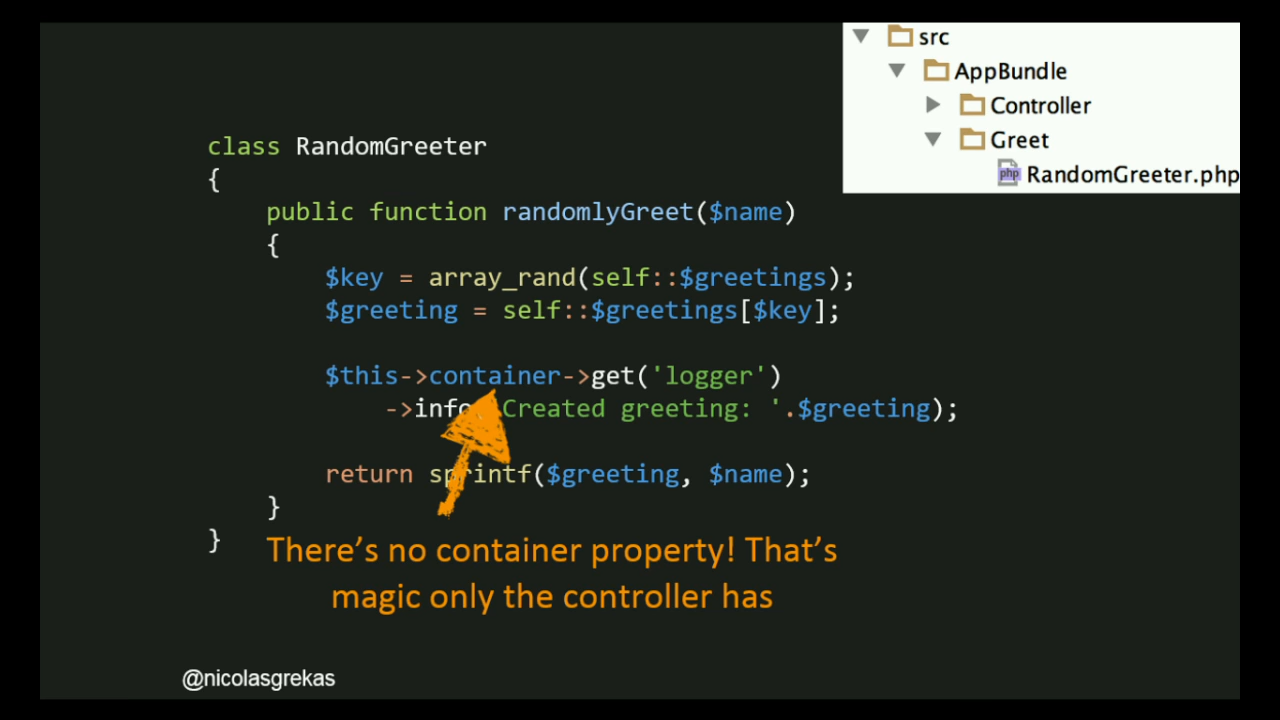 src
AppBundle
Controller
Greet
php RandomGreeter.php
class RandomGreeter
{
public function randomlyGreet($name)
{
$key = array_rand(self::$greetings);
$greeting = self::$greetings[$key];
$this->container->get('logger')
->info Created greeting: '.$greeting);
return sprintf($greeting, $name);
}
}
There's no container property! That's
magic only the controller has
@nicolasgrekas